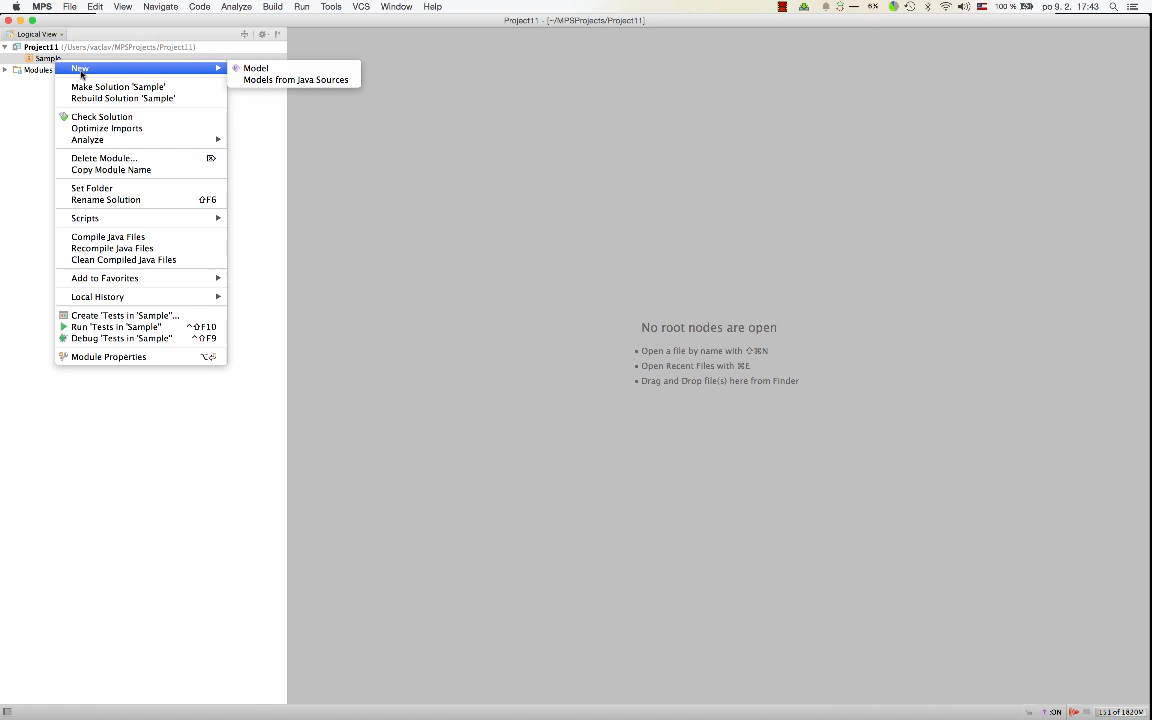 MPS File Edit View Navigate Code Analyze Build Run Tools VCS Window Help 6% 100 % po 9. 2. 17:43
Project11 - [~/MPSProjects/Project11]
Logical View
Project11 (/Users/vaclav/MPSProjects/Project11)
Sample
Modules
New
Model
Models from Java Sources
Make Solution 'Sample'
Rebuild Solution 'Sample'
Check Solution
Optimize Imports
Analyze
Delete Module...
Copy Module Name
Set Folder
Rename Solution ⇧F6
Scripts
Compile Java Files
Recompile Java Files
Clean Compiled Java Files
Add to Favorites
Local History
Create 'Tests in 'Sample''...
Run 'Tests in 'Sample'' ^⇧F10
Debug 'Tests in 'Sample'' ^⇧F9
Module Properties ⌥⏎
No root nodes are open
• Open a file by name with ⇧⌘N
• Open Recent Files with ⌘E
• Drag and Drop file(s) here from Finder
T :ON 151 of 1820M